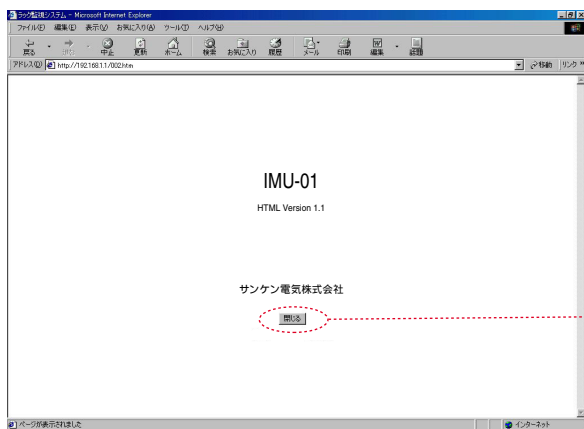 ラック監視システム - Microsoft Internet Explorer
ファイル(F) 編集(E) 表示(V) お気に入り(A) ツール(T) ヘルプ(H)
戻る 進む 中止 更新 ホーム 検索 お気に入り 履歴 メール 印刷 編集 話題
アドレス(D) http://192.168.1.1/002.htm 移動 リンク »
IMU-01
HTML Version 1.1
サンケン電気株式会社
閉じる
ページが表示されました インターネット